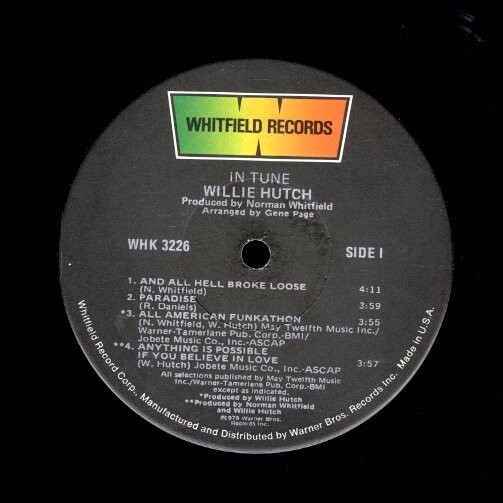 WHITFIELD RECORDS
IN TUNE
WILLIE HUTCH
Produced by Norman Whitfield
Arranged by Gene Page
WHK 3226
SIDE I
1. AND ALL HELL BROKE LOOSE 4:11
(N. Whitfield)
2. PARADISE 3:59
(R. Daniels)
*3. ALL AMERICAN FUNKATHON 3:55
(N. Whitfield, W. Hutch) May Twelfth Music Inc./
Warner-Tamerlane Pub. Corp.-BMI/
Jobete Music Co., Inc.-ASCAP
**4. ANYTHING IS POSSIBLE
IF YOU BELIEVE IN LOVE 3:57
(W. Hutch) Jobete Music Co., Inc.-ASCAP
All selections published by May Twelfth Music
Inc./Warner-Tamerlane Pub. Corp.-BMI
except as indicated.
*Produced by Willie Hutch
**Produced by Norman Whitfield
and Willie Hutch
©1978 Warner Bros.
Records Inc.
Whitfield Record Corp., Manufactured and Distributed by Warner Bros. Records Inc. Made in U.S.A.